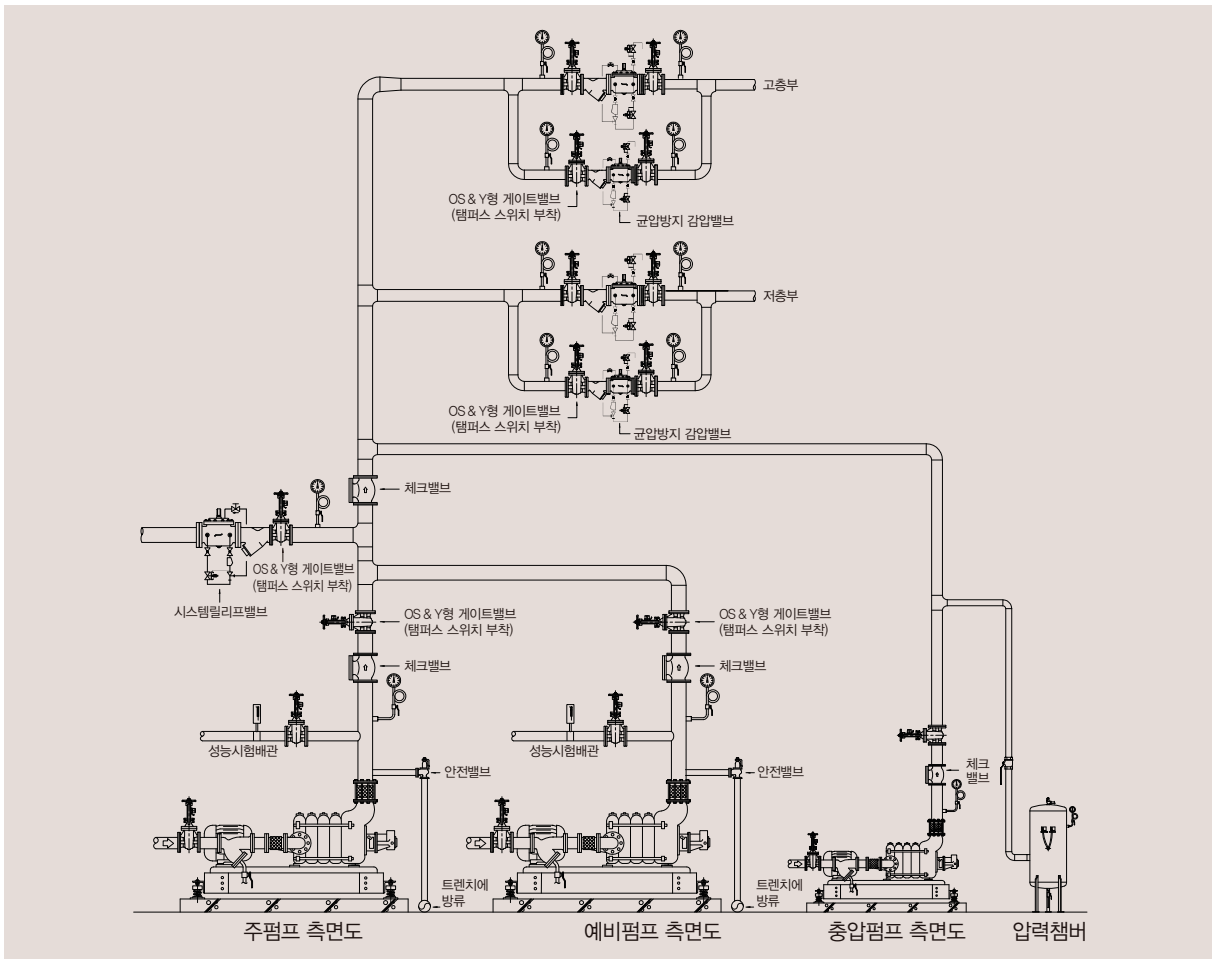 고층부
OS & Y형 게이트밸브
(탬퍼스 스위치 부착)
균압방지 감압밸브
저층부
OS & Y형 게이트밸브
(탬퍼스 스위치 부착)
균압방지 감압밸브
체크밸브
OS & Y형 게이트밸브
(탬퍼스 스위치 부착)
시스템릴리프밸브
OS & Y형 게이트밸브
(탬퍼스 스위치 부착)
OS & Y형 게이트밸브
(탬퍼스 스위치 부착)
체크밸브
체크밸브
성능시험배관
성능시험배관
안전밸브
안전밸브
체크
밸브
트렌치에
방류
트렌치에
방류
주펌프 측면도
예비펌프 측면도
충압펌프 측면도
압력챔버